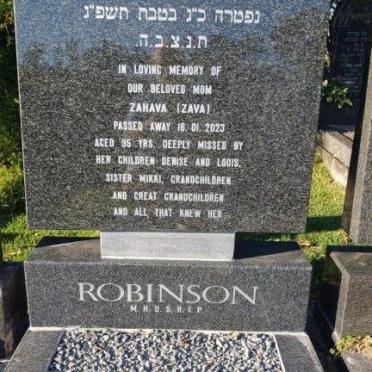 נפטרה כ"ג בטבת תשפ"ג
ת.נ.צ.ב.ה.
IN LOVING MEMORY OF
OUR BELOVED MOM
ZAHAVA (ZAVA)
PASSED AWAY 16.01.2023
AGED 95 YRS. DEEPLY MISSED BY
HER CHILDREN DENISE AND LOUIS,
SISTER MIKKI, GRANDCHILDREN
AND GREAT GRANDCHILDREN
AND ALL THAT KNEW HER
ROBINSON
M.H.D.S.R.I.P.